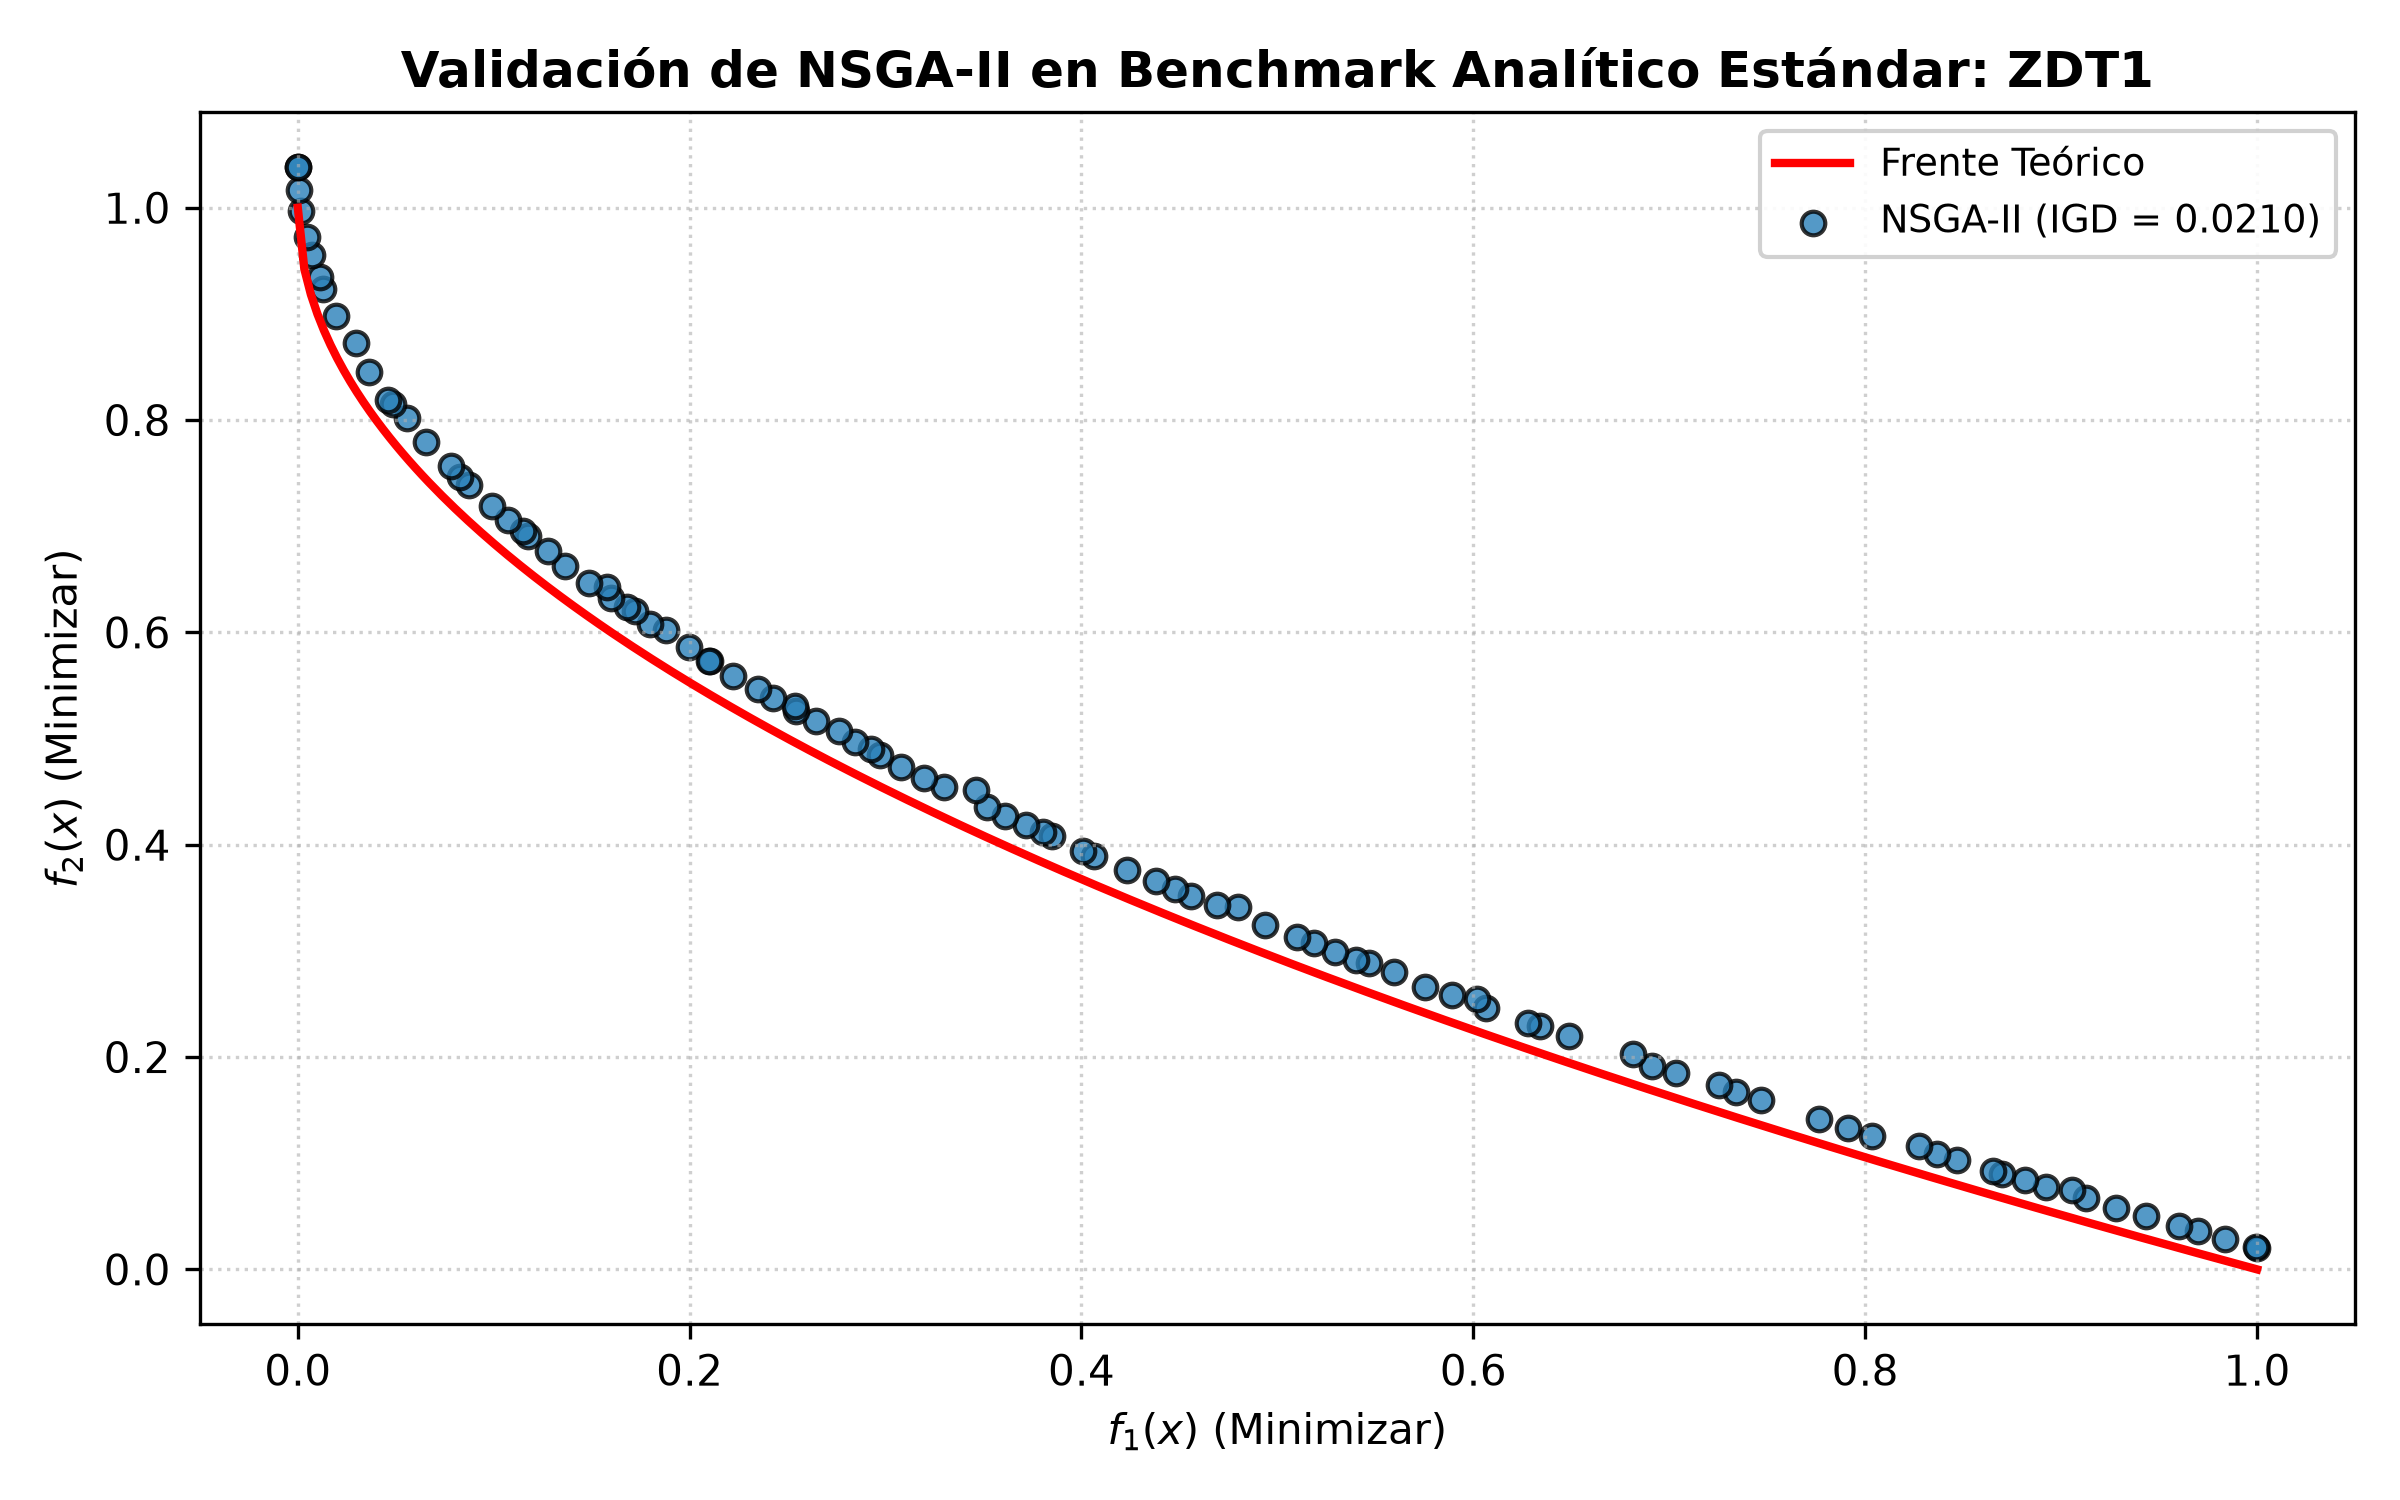 Validación de NSGA-II en Benchmark Analítico Estándar: ZDT1
Frente Teórico
NSGA-II (IGD = 0.0210)
f₂(x) (Minimizar)
1.0
0.8
0.6
0.4
0.2
0.0
0.0 0.2 0.4 0.6 0.8 1.0
f₁(x) (Minimizar)